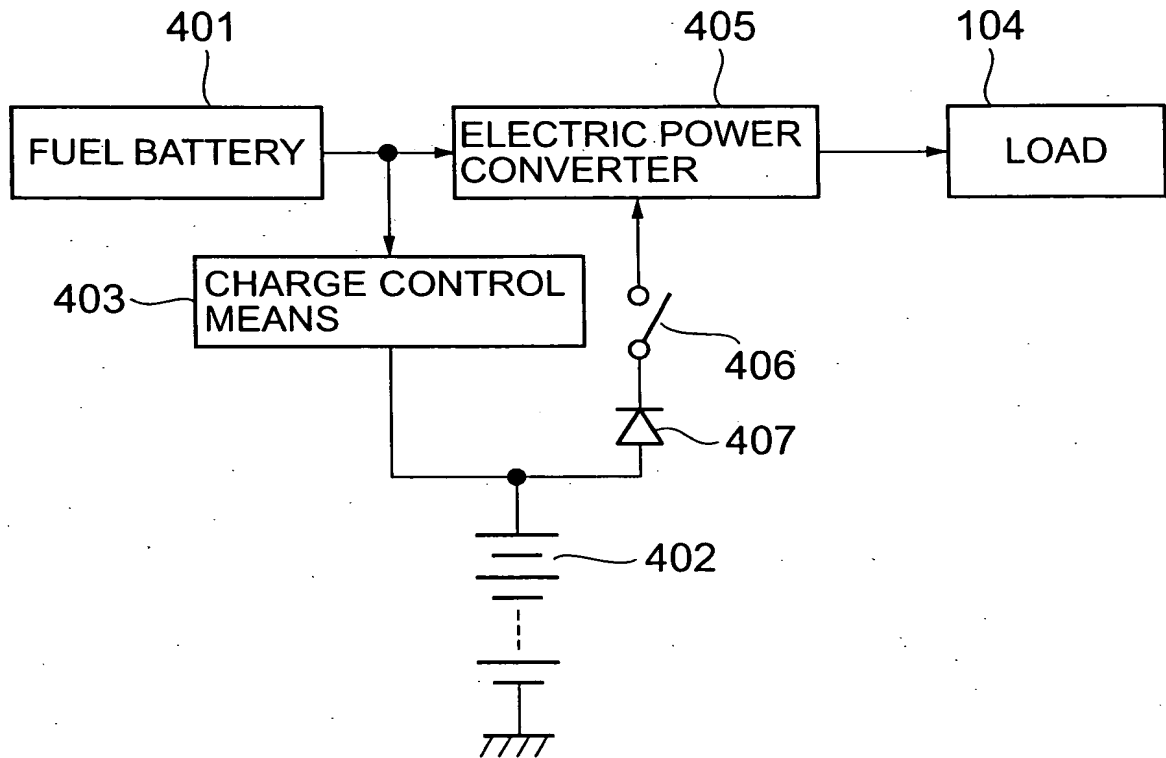 401
405
104
FUEL BATTERY
ELECTRIC POWER
CONVERTER
LOAD
403
CHARGE CONTROL
MEANS
406
407
402